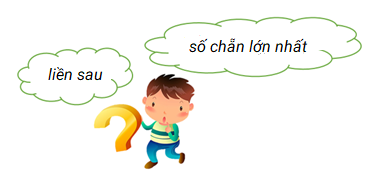 số chẵn lớn nhất
liền sau